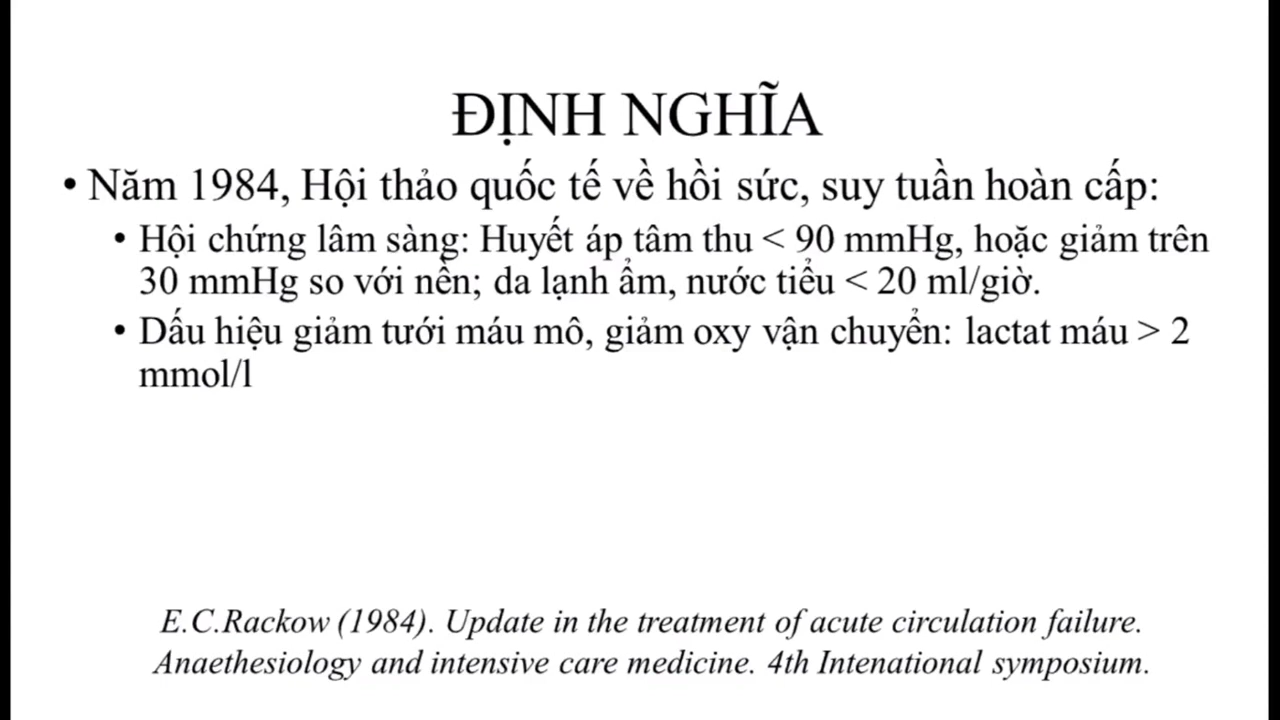 ĐỊNH NGHĨA
• Năm 1984, Hội thảo quốc tế về hồi sức, suy tuần hoàn cấp:
• Hội chứng lâm sàng: Huyết áp tâm thu < 90 mmHg, hoặc giảm trên
30 mmHg so với nền; da lạnh ẩm, nước tiểu < 20 ml/giờ.
• Dấu hiệu giảm tưới máu mô, giảm oxy vận chuyển: lactat máu > 2
mmol/l
E.C.Rackow (1984). Update in the treatment of acute circulation failure.
Anaethesiology and intensive care medicine. 4th Intenational symposium.